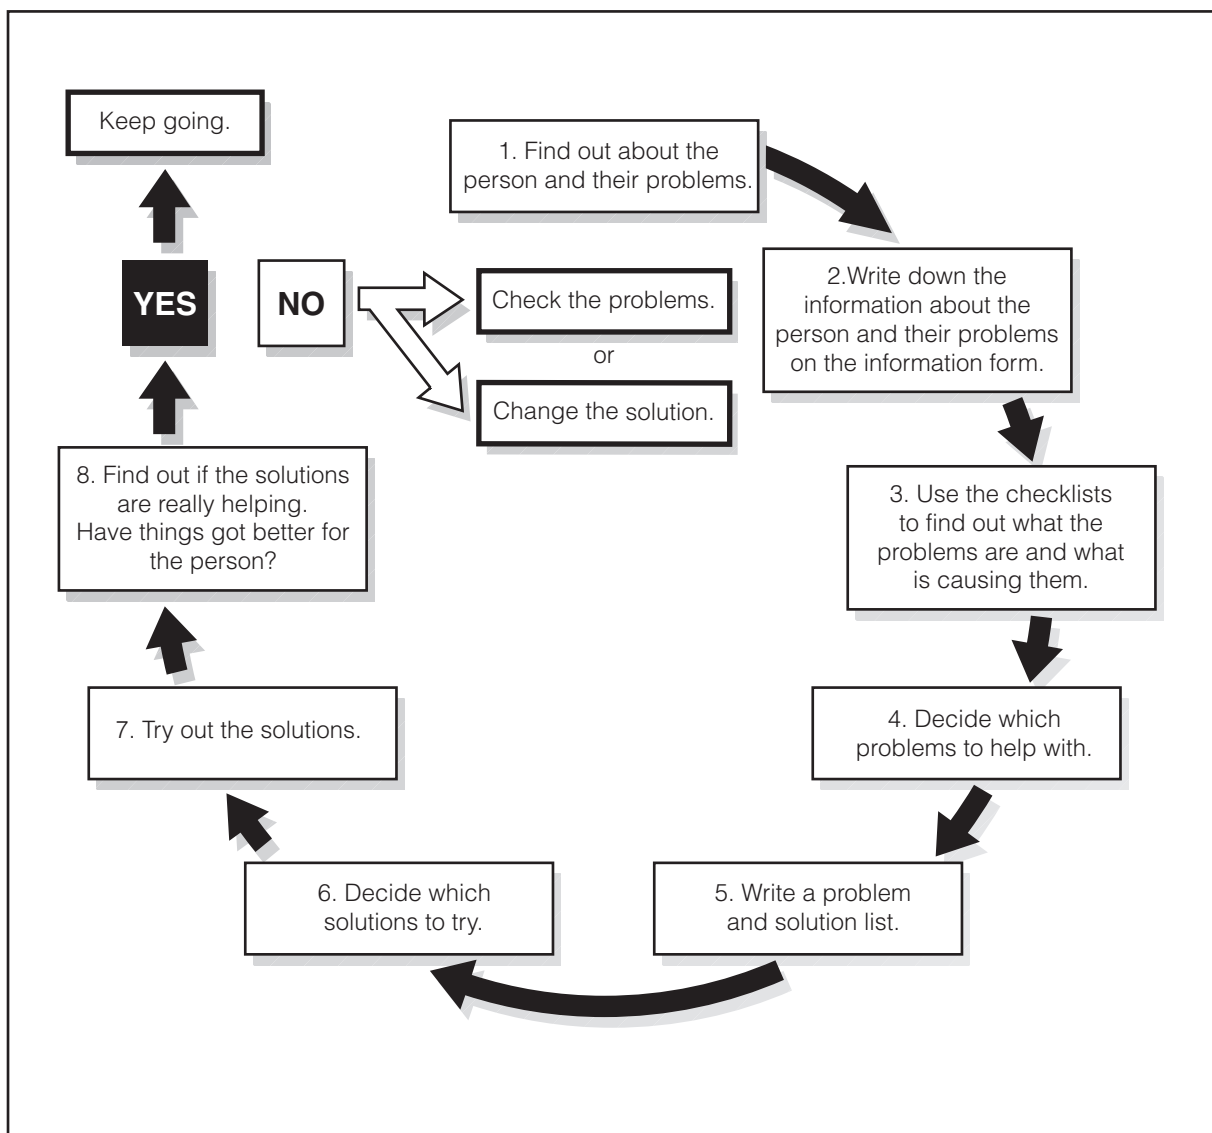 1. Find out about the
person and their problems.
2.Write down the
information about the
person and their problems
on the information form.
3. Use the checklists
to find out what the
problems are and what
is causing them.
4. Decide which
problems to help with.
5. Write a problem
and solution list.
6. Decide which
solutions to try.
7. Try out the solutions.
8. Find out if the solutions
are really helping.
Have things got better for
the person?
YES
Keep going.
NO
Check the problems.
or
Change the solution.